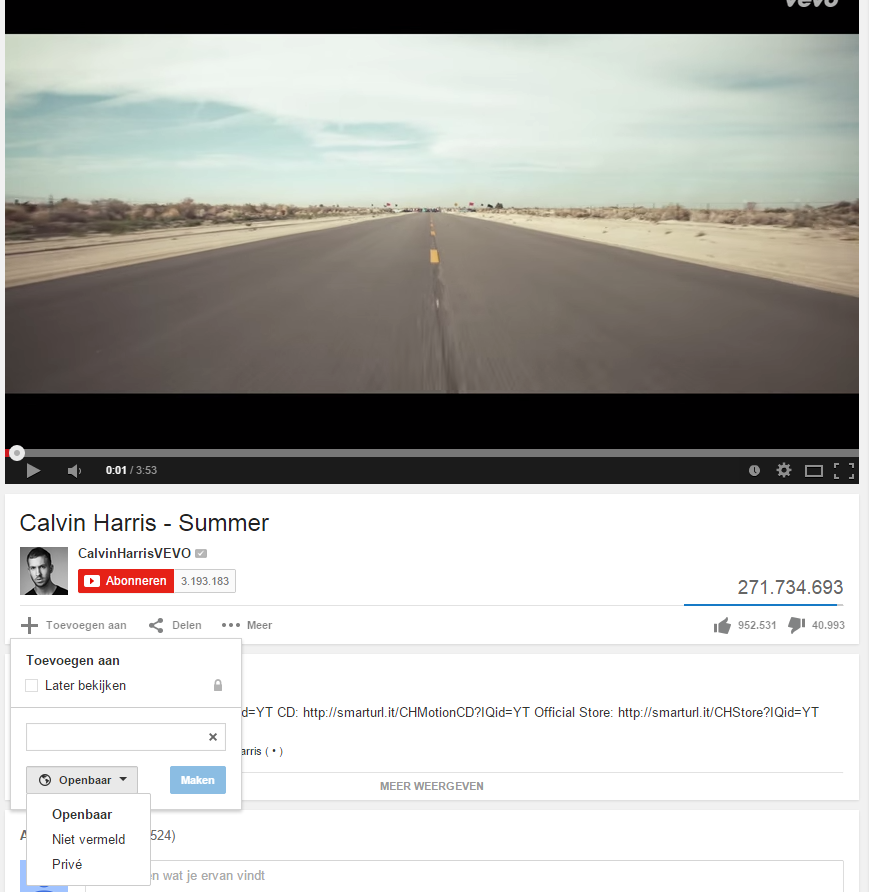 vevo
0:01 / 3:53
Calvin Harris - Summer
CalvinHarrisVEVO
Abonneren 3.193.183
271.734.693
Toevoegen aan Delen Meer 952.531 40.993
Toevoegen aan
Later bekijken
d=YT CD: http://smarturl.it/CHMotionCD?IQid=YT Official Store: http://smarturl.it/CHStore?IQid=YT
arris ( • )
Openbaar Maken
MEER WEERGEVEN
Openbaar
524)
Niet vermeld
Privé
en wat je ervan vindt